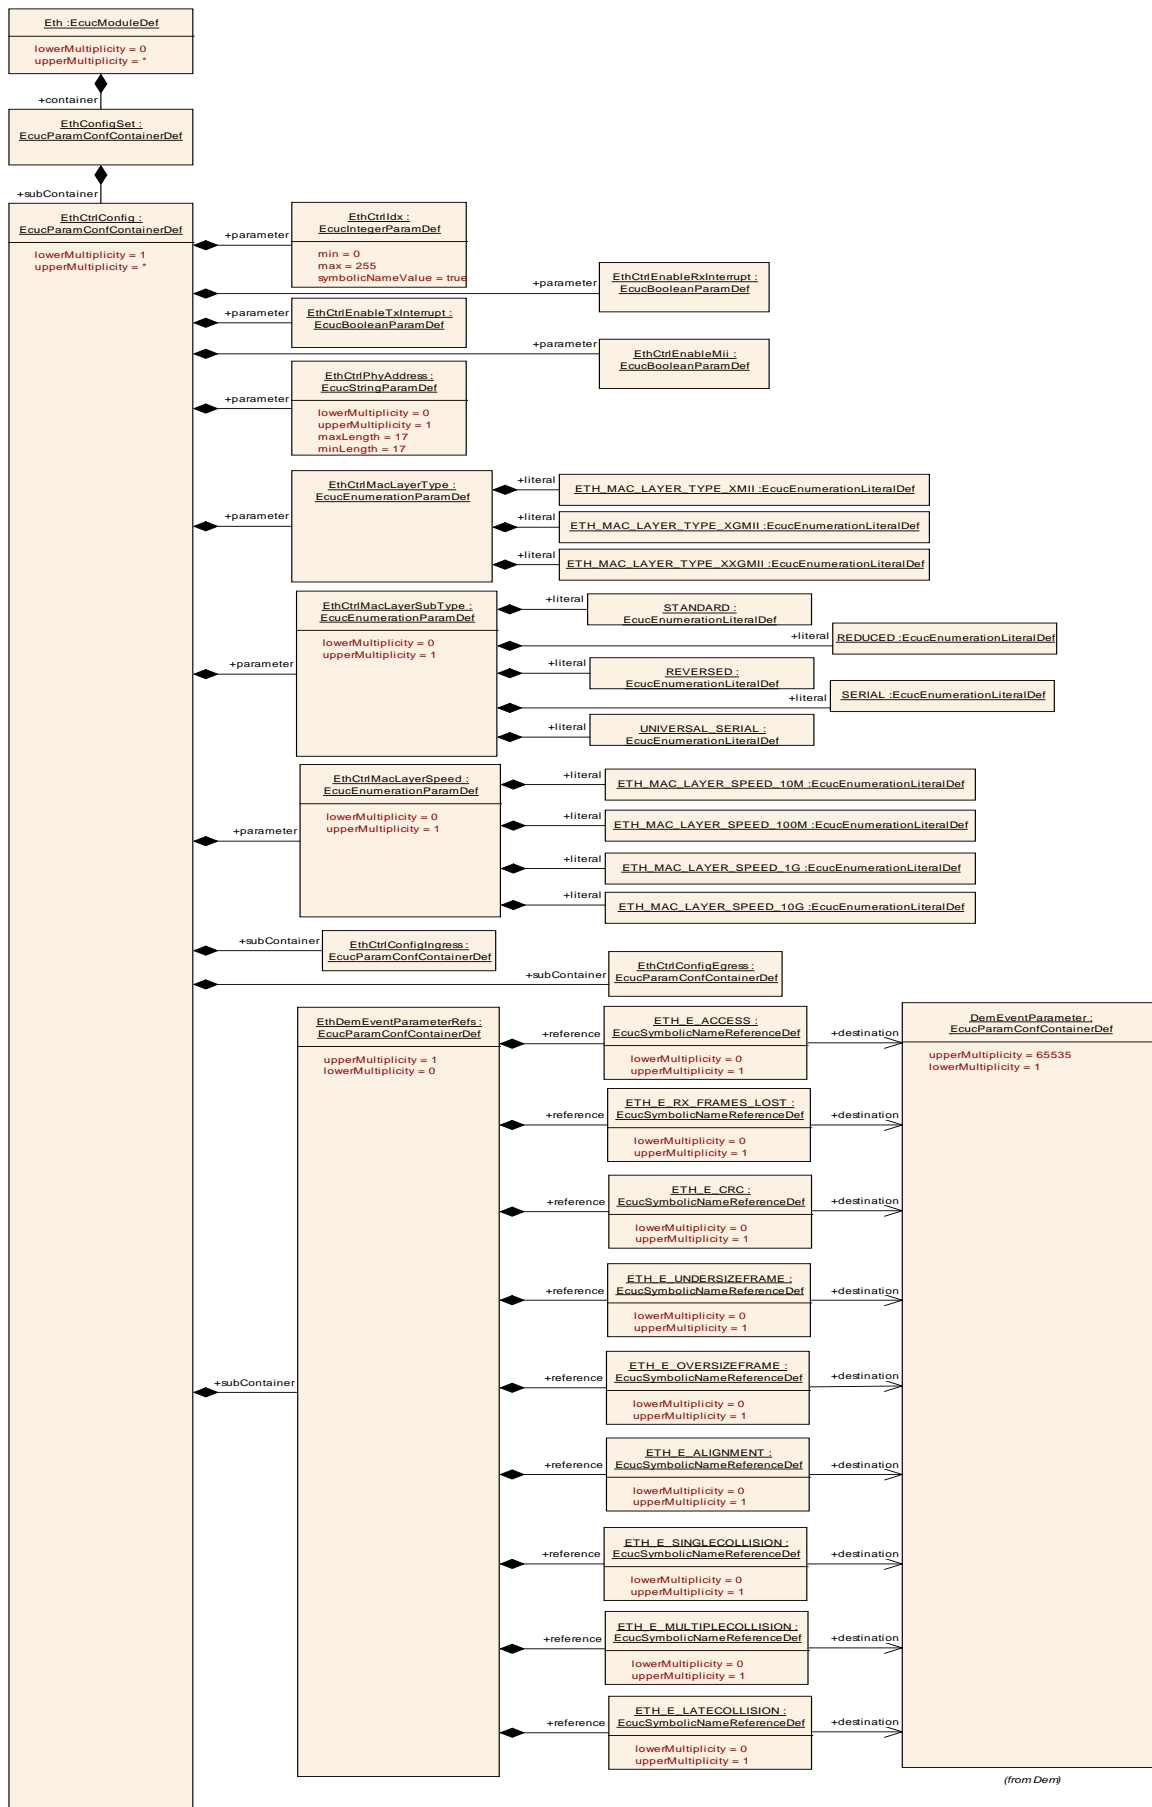 Eth :EcucModuleDef
lowerMultiplicity = 0
upperMultiplicity = *
+container
EthConfigSet :
EcucParamConfContainerDef
+subContainer
EthCtrlConfig :
EcucParamConfContainerDef
lowerMultiplicity = 1
upperMultiplicity = *
+parameter
EthCtrlIdx :
EcucIntegerParamDef
min = 0
max = 255
symbolicNameValue = true
+parameter
EthCtrlEnableRxInterrupt :
EcucBooleanParamDef
+parameter
EthCtrlEnableTxInterrupt :
EcucBooleanParamDef
+parameter
EthCtrlEnableMii :
EcucBooleanParamDef
+parameter
EthCtrlPhyAddress :
EcucStringParamDef
lowerMultiplicity = 0
upperMultiplicity = 1
maxLength = 17
minLength = 17
+parameter
EthCtrlMacLayerType :
EcucEnumerationParamDef
+literal
ETH_MAC_LAYER_TYPE_XMII :EcucEnumerationLiteralDef
+literal
ETH_MAC_LAYER_TYPE_XGMII :EcucEnumerationLiteralDef
+literal
ETH_MAC_LAYER_TYPE_XXGMII :EcucEnumerationLiteralDef
+parameter
EthCtrlMacLayerSubType :
EcucEnumerationParamDef
lowerMultiplicity = 0
upperMultiplicity = 1
+literal
STANDARD :
EcucEnumerationLiteralDef
+literal
REDUCED :EcucEnumerationLiteralDef
+literal
REVERSED :
EcucEnumerationLiteralDef
+literal
SERIAL :EcucEnumerationLiteralDef
+literal
UNIVERSAL_SERIAL :
EcucEnumerationLiteralDef
+parameter
EthCtrlMacLayerSpeed :
EcucEnumerationParamDef
lowerMultiplicity = 0
upperMultiplicity = 1
+literal
ETH_MAC_LAYER_SPEED_10M :EcucEnumerationLiteralDef
+literal
ETH_MAC_LAYER_SPEED_100M :EcucEnumerationLiteralDef
+literal
ETH_MAC_LAYER_SPEED_1G :EcucEnumerationLiteralDef
+literal
ETH_MAC_LAYER_SPEED_10G :EcucEnumerationLiteralDef
+subContainer
EthCtrlConfigIngress :
EcucParamConfContainerDef
+subContainer
EthCtrlConfigEgress :
EcucParamConfContainerDef
+subContainer
EthDemEventParameterRefs :
EcucParamConfContainerDef
upperMultiplicity = 1
lowerMultiplicity = 0
+reference
ETH_E_ACCESS :
EcucSymbolicNameReferenceDef
lowerMultiplicity = 0
upperMultiplicity = 1
+destination
DemEventParameter :
EcucParamConfContainerDef
upperMultiplicity = 65535
lowerMultiplicity = 1
+reference
ETH_E_RX_FRAMES_LOST :
EcucSymbolicNameReferenceDef
lowerMultiplicity = 0
upperMultiplicity = 1
+destination
+reference
ETH_E_CRC :
EcucSymbolicNameReferenceDef
lowerMultiplicity = 0
upperMultiplicity = 1
+destination
+reference
ETH_E_UNDERSIZEFRAME :
EcucSymbolicNameReferenceDef
lowerMultiplicity = 0
upperMultiplicity = 1
+destination
+reference
ETH_E_OVERSIZEFRAME :
EcucSymbolicNameReferenceDef
lowerMultiplicity = 0
upperMultiplicity = 1
+destination
+reference
ETH_E_ALIGNMENT :
EcucSymbolicNameReferenceDef
lowerMultiplicity = 0
upperMultiplicity = 1
+destination
+reference
ETH_E_SINGLECOLLISION :
EcucSymbolicNameReferenceDef
lowerMultiplicity = 0
upperMultiplicity = 1
+destination
+reference
ETH_E_MULTIPLECOLLISION :
EcucSymbolicNameReferenceDef
lowerMultiplicity = 0
upperMultiplicity = 1
+destination
+reference
ETH_E_LATECOLLISION :
EcucSymbolicNameReferenceDef
lowerMultiplicity = 0
upperMultiplicity = 1
+destination
(from Dem)